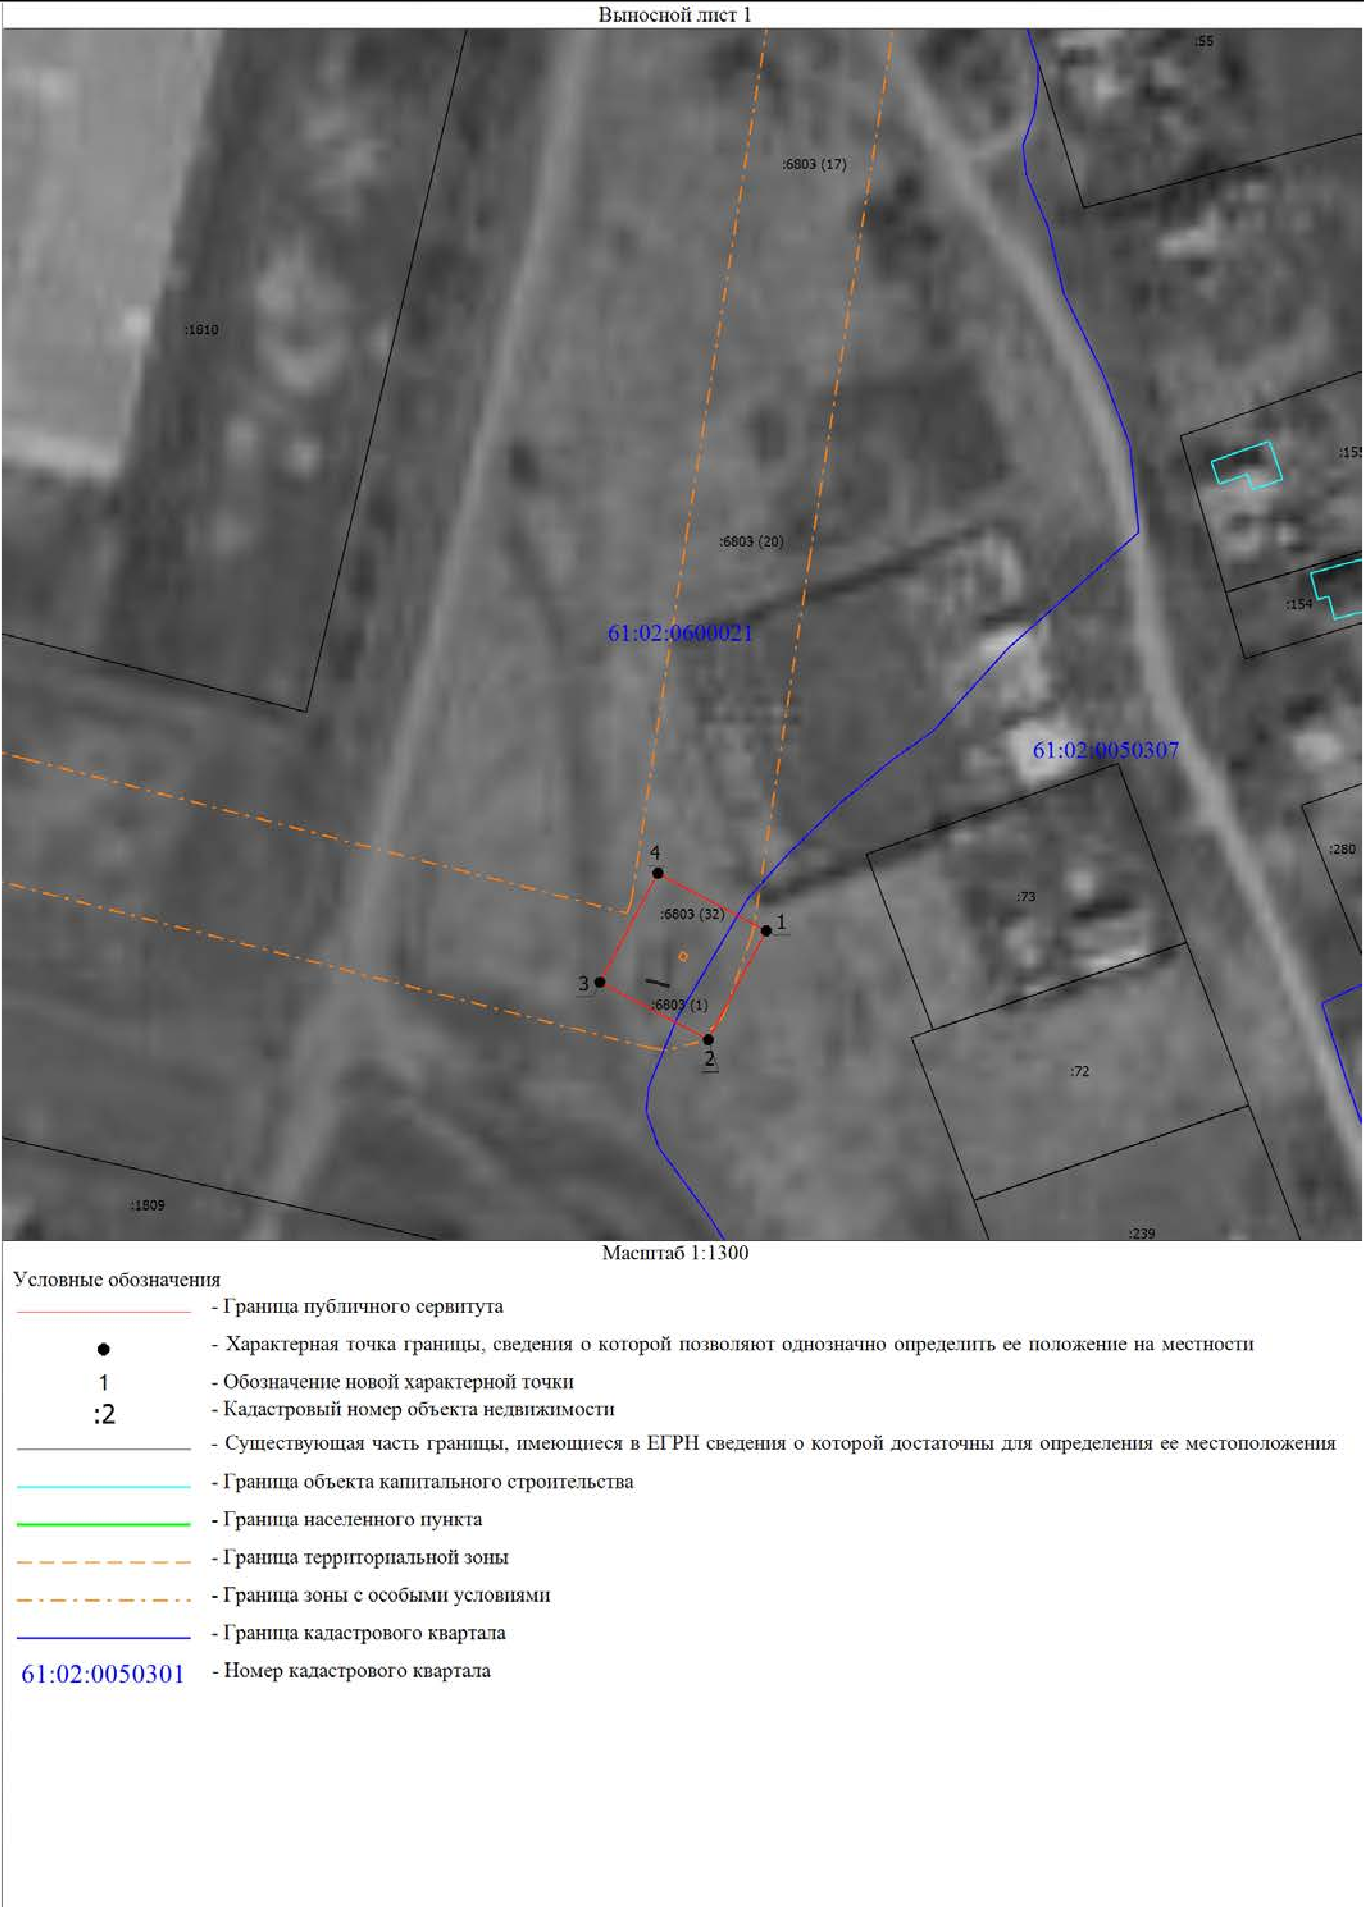 Выносной лист 1
:55
:6803 (17)
:1810
:6803 (20)
:154
61:02:0600021
61:02:0050307
4
:280
:73
:6803 (32)
1
3
:6803 (1)
2
:72
:1809
:239
Масштаб 1:1300
Условные обозначения
- Граница публичного сервитута
- Характерная точка границы, сведения о которой позволяют однозначно определить ее положение на местности
1 - Обозначение новой характерной точки
:2 - Кадастровый номер объекта недвижимости
- Существующая часть границы, имеющиеся в ЕГРН сведения о которой достаточны для определения ее местоположения
- Граница объекта капитального строительства
- Граница населенного пункта
- Граница территориальной зоны
- Граница зоны с особыми условиями
- Граница кадастрового квартала
61:02:0050301 - Номер кадастрового квартала